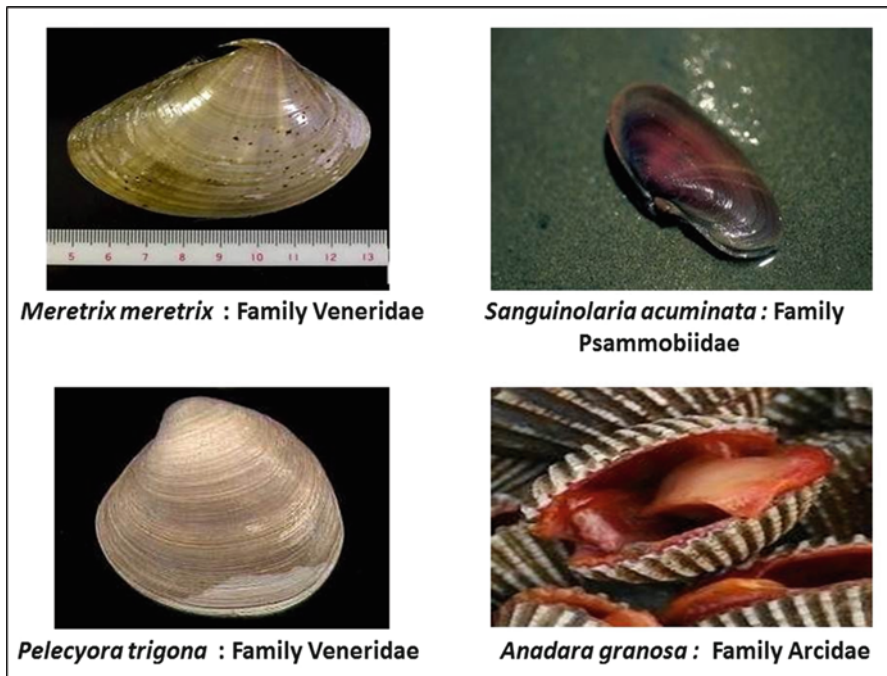 5 6 7 8 9 10 11 12 13
Meretrix meretrix : Family Veneridae
Sanguinolaria acuminata : Family
Psammobiidae
Pelecyora trigona : Family Veneridae
Anadara granosa : Family Arcidae